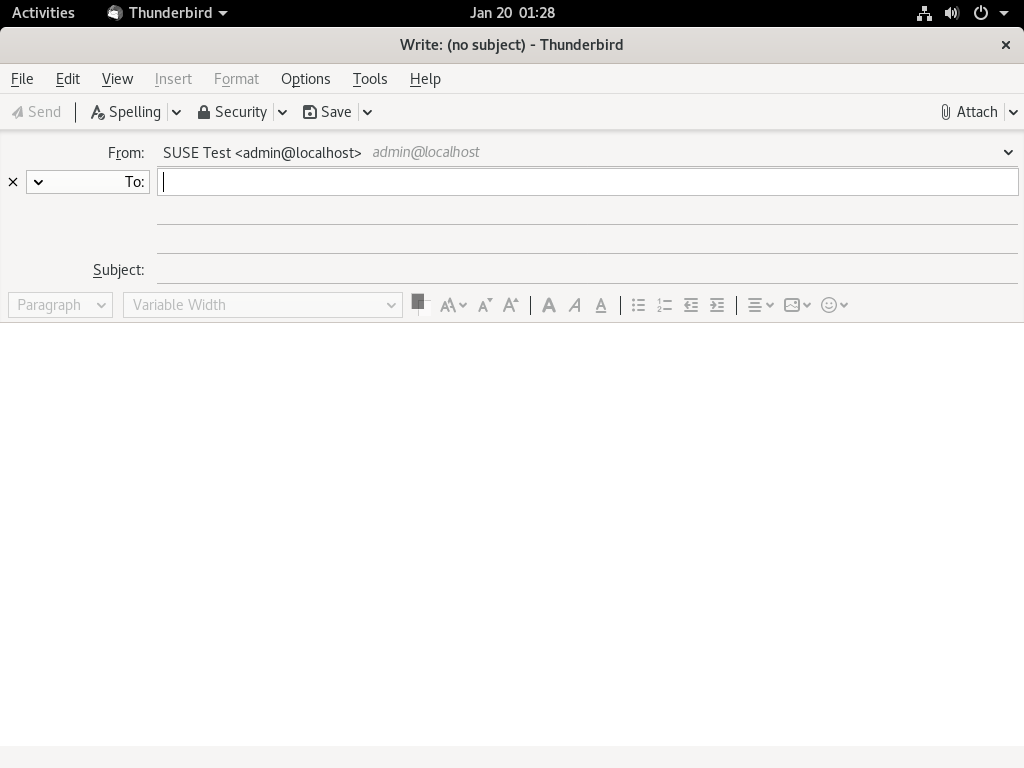 Activities Thunderbird Jan 20 01:28
Write: (no subject) - Thunderbird
File Edit View Insert Format Options Tools Help
Send Spelling Security Save Attach
From: SUSE Test <admin@localhost> admin@localhost
To:
Subject:
Paragraph Variable Width